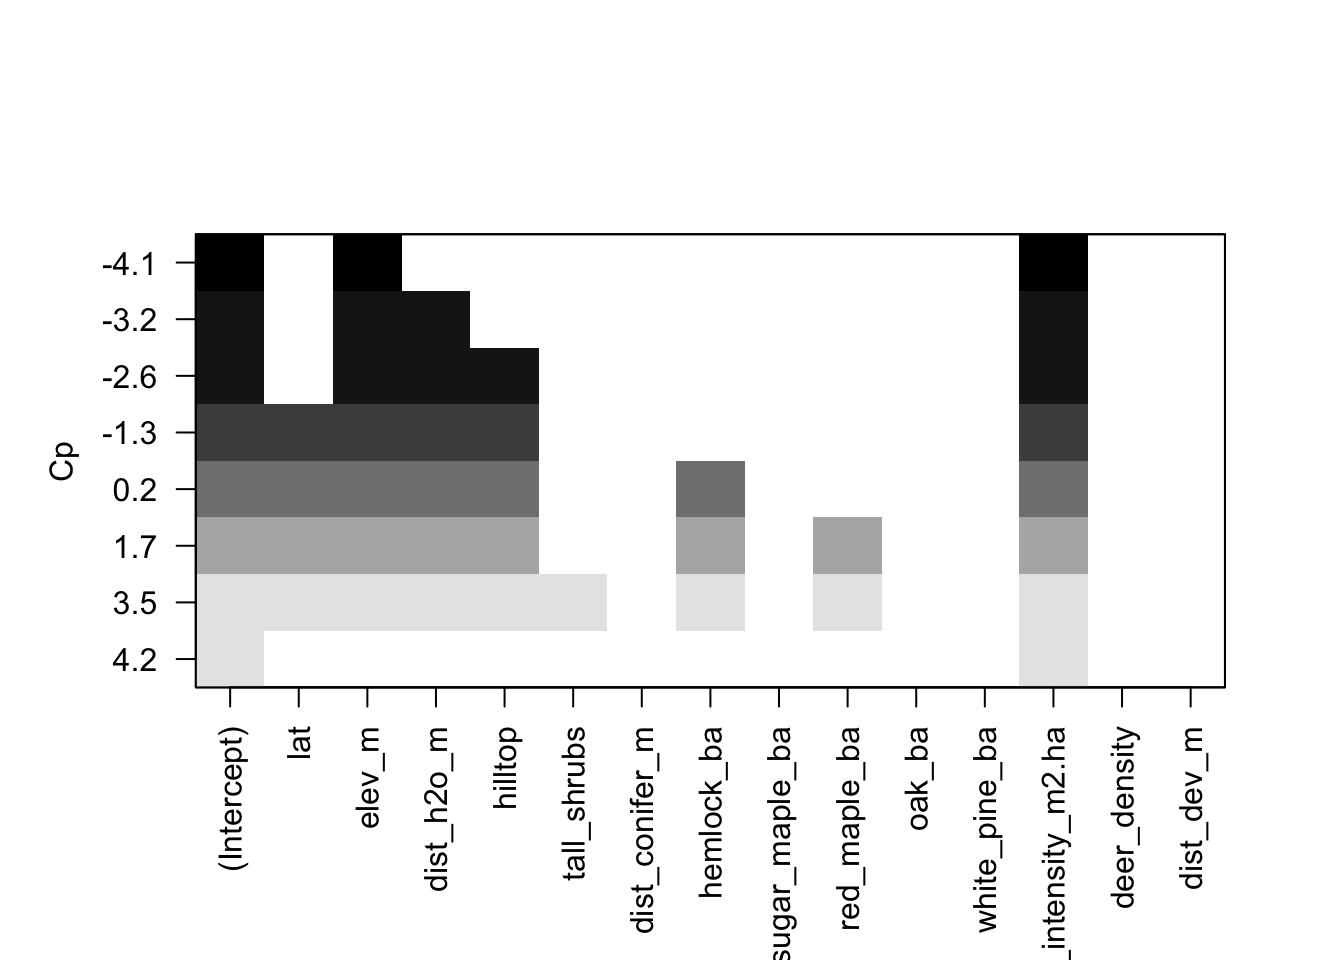 Cp
-4.1
-3.2
-2.6
-1.3
0.2
1.7
3.5
4.2
(Intercept)
lat
elev_m
dist_h2o_m
hilltop
tall_shrubs
dist_conifer_m
hemlock_ba
sugar_maple_ba
red_maple_ba
oak_ba
white_pine_ba
_intensity_m2.ha
deer_density
dist_dev_m